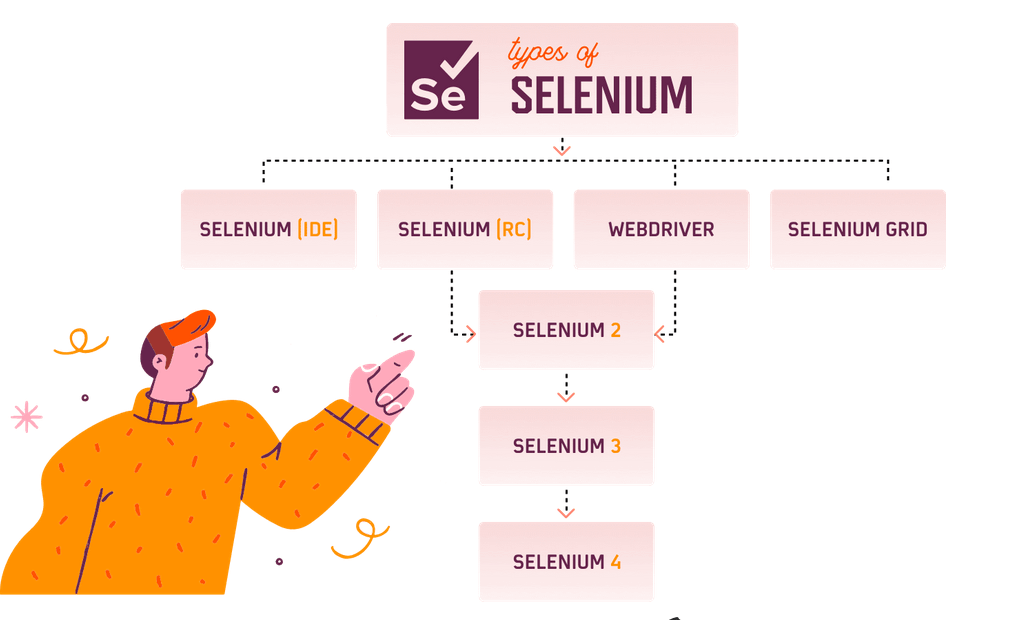 Se
types of
SELENIUM
SELENIUM (IDE)
SELENIUM (RC)
WEBDRIVER
SELENIUM GRID
SELENIUM 2
SELENIUM 3
SELENIUM 4